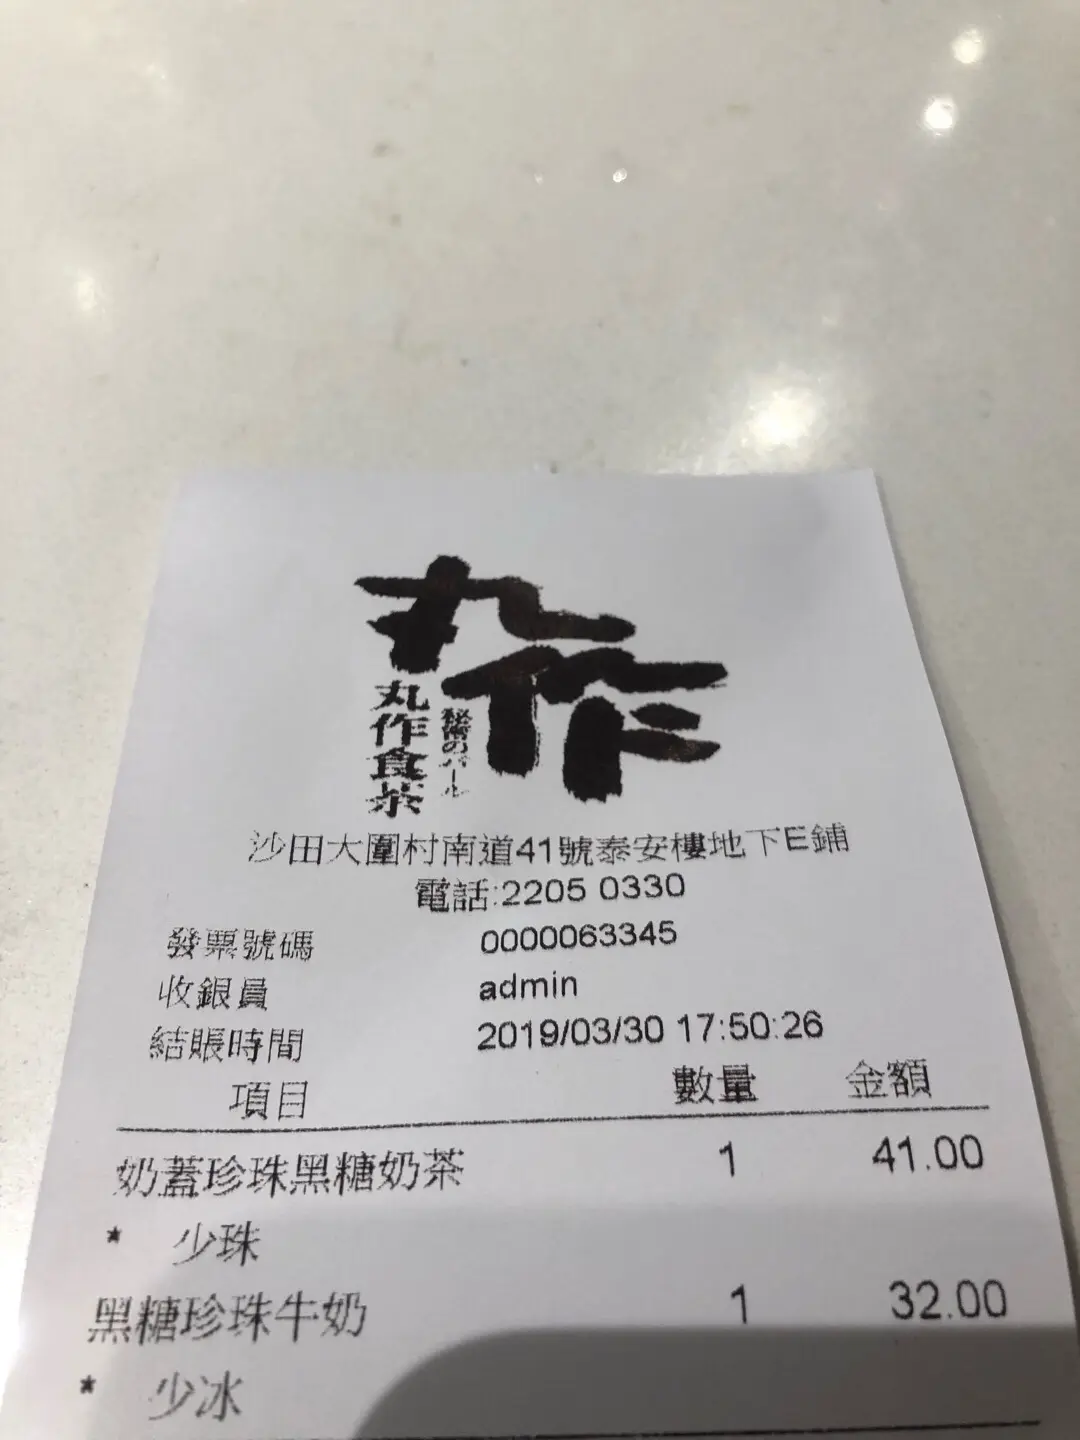 丸作
丸作食茶
秘密のパール
沙田大圍村南道41號泰安樓地下E鋪
電話:2205 0330
發票號碼 0000063345
收銀員 admin
結賬時間 2019/03/30 17:50:26
項目 數量 金額
奶蓋珍珠黑糖奶茶 1 41.00
* 少珠
黑糖珍珠牛奶 1 32.00
* 少冰